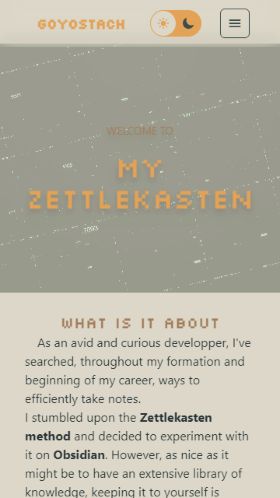 GOYOSTACH
WELCOME TO
MY
ZETTLEKASTEN
WHAT IS IT ABOUT
As an avid and curious developper, I've
searched, throughout my formation and
beginning of my career, ways to
efficiently take notes.
I stumbled upon the Zettlekasten
method and decided to experiment with
it on Obsidian. However, as nice as it
might be to have an extensive library of
knowledge, keeping it to yourself is